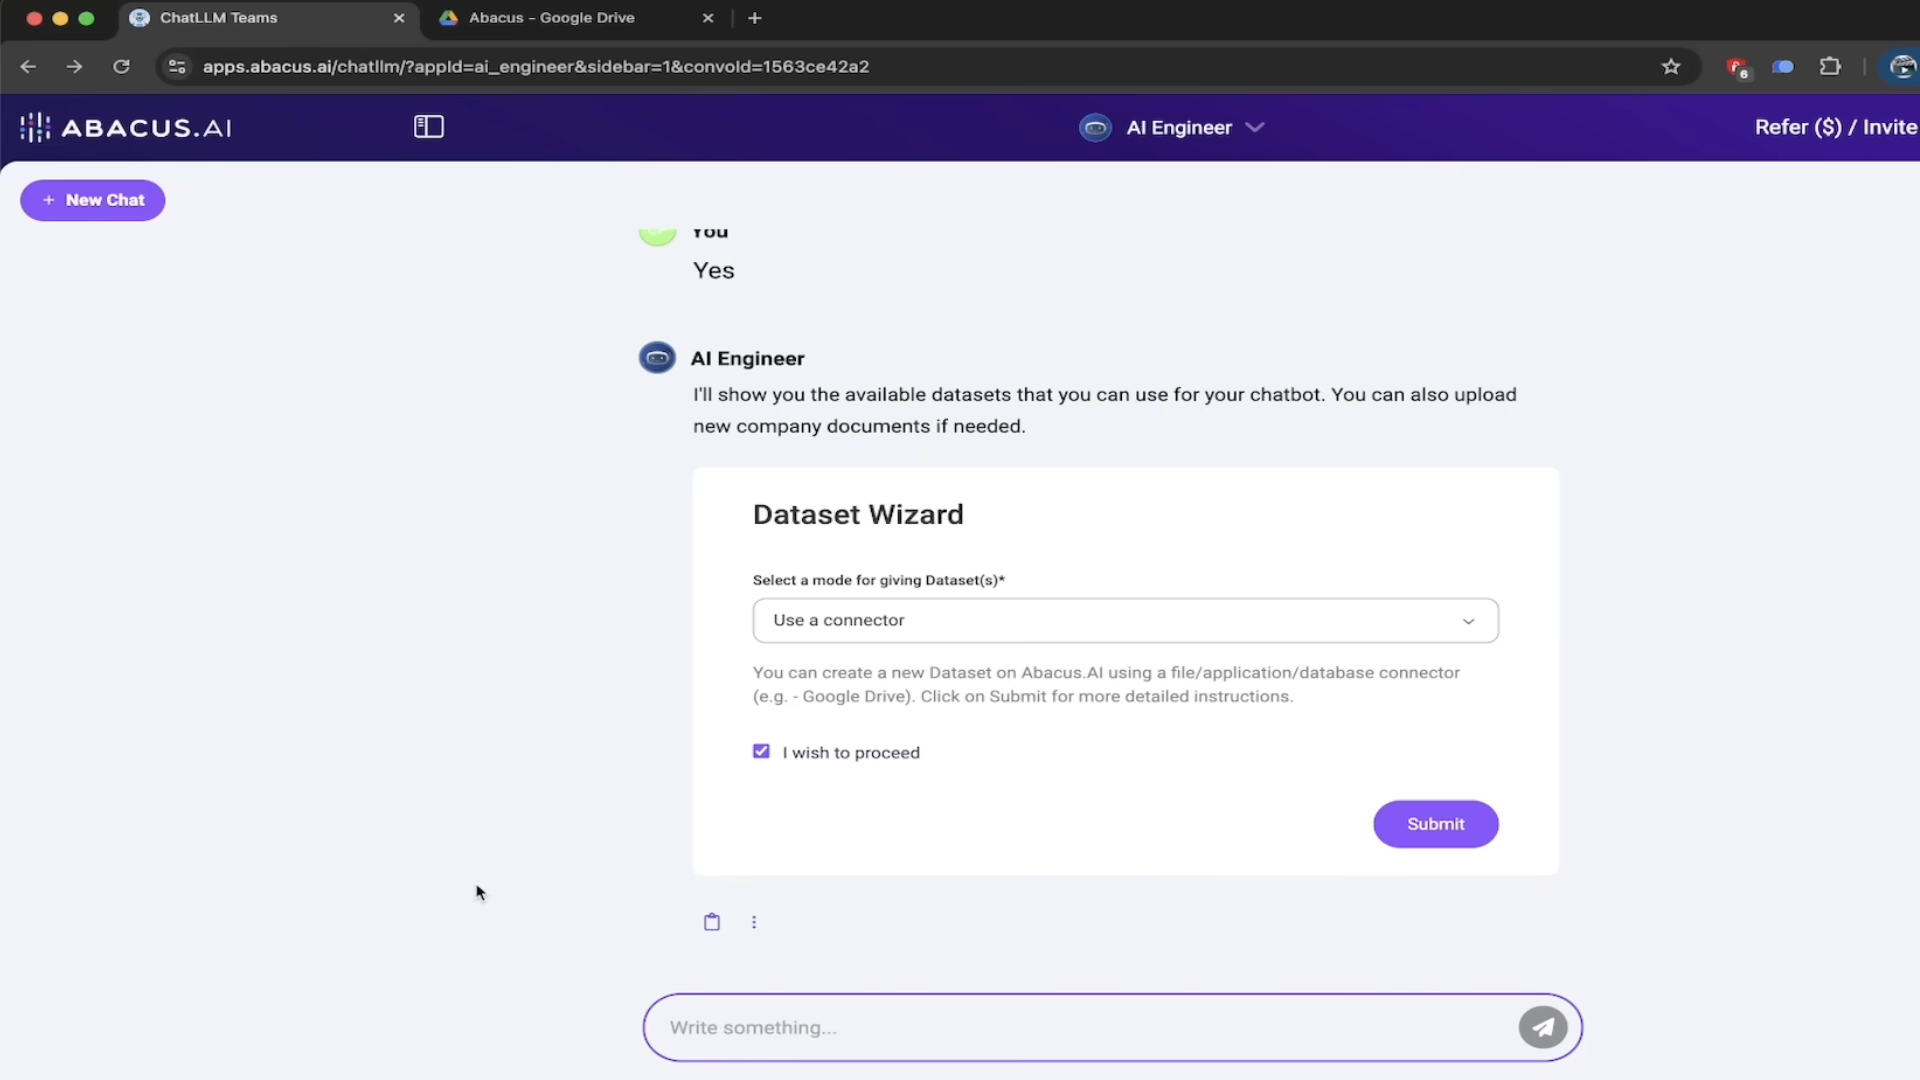 ChatLLM Teams
Abacus - Google Drive
apps.abacus.ai/chatllm/?appId=ai_engineer&sidebar=1&convoId=1563ce42a2
6
ABACUS.AI
AI Engineer
Refer ($) / Invite
+ New Chat
You
Yes
AI Engineer
I'll show you the available datasets that you can use for your chatbot. You can also upload
new company documents if needed.
Dataset Wizard
Select a mode for giving Dataset(s)*
Use a connector
You can create a new Dataset on Abacus.AI using a file/application/database connector
(e.g. - Google Drive). Click on Submit for more detailed instructions.
I wish to proceed
Submit
Write something...